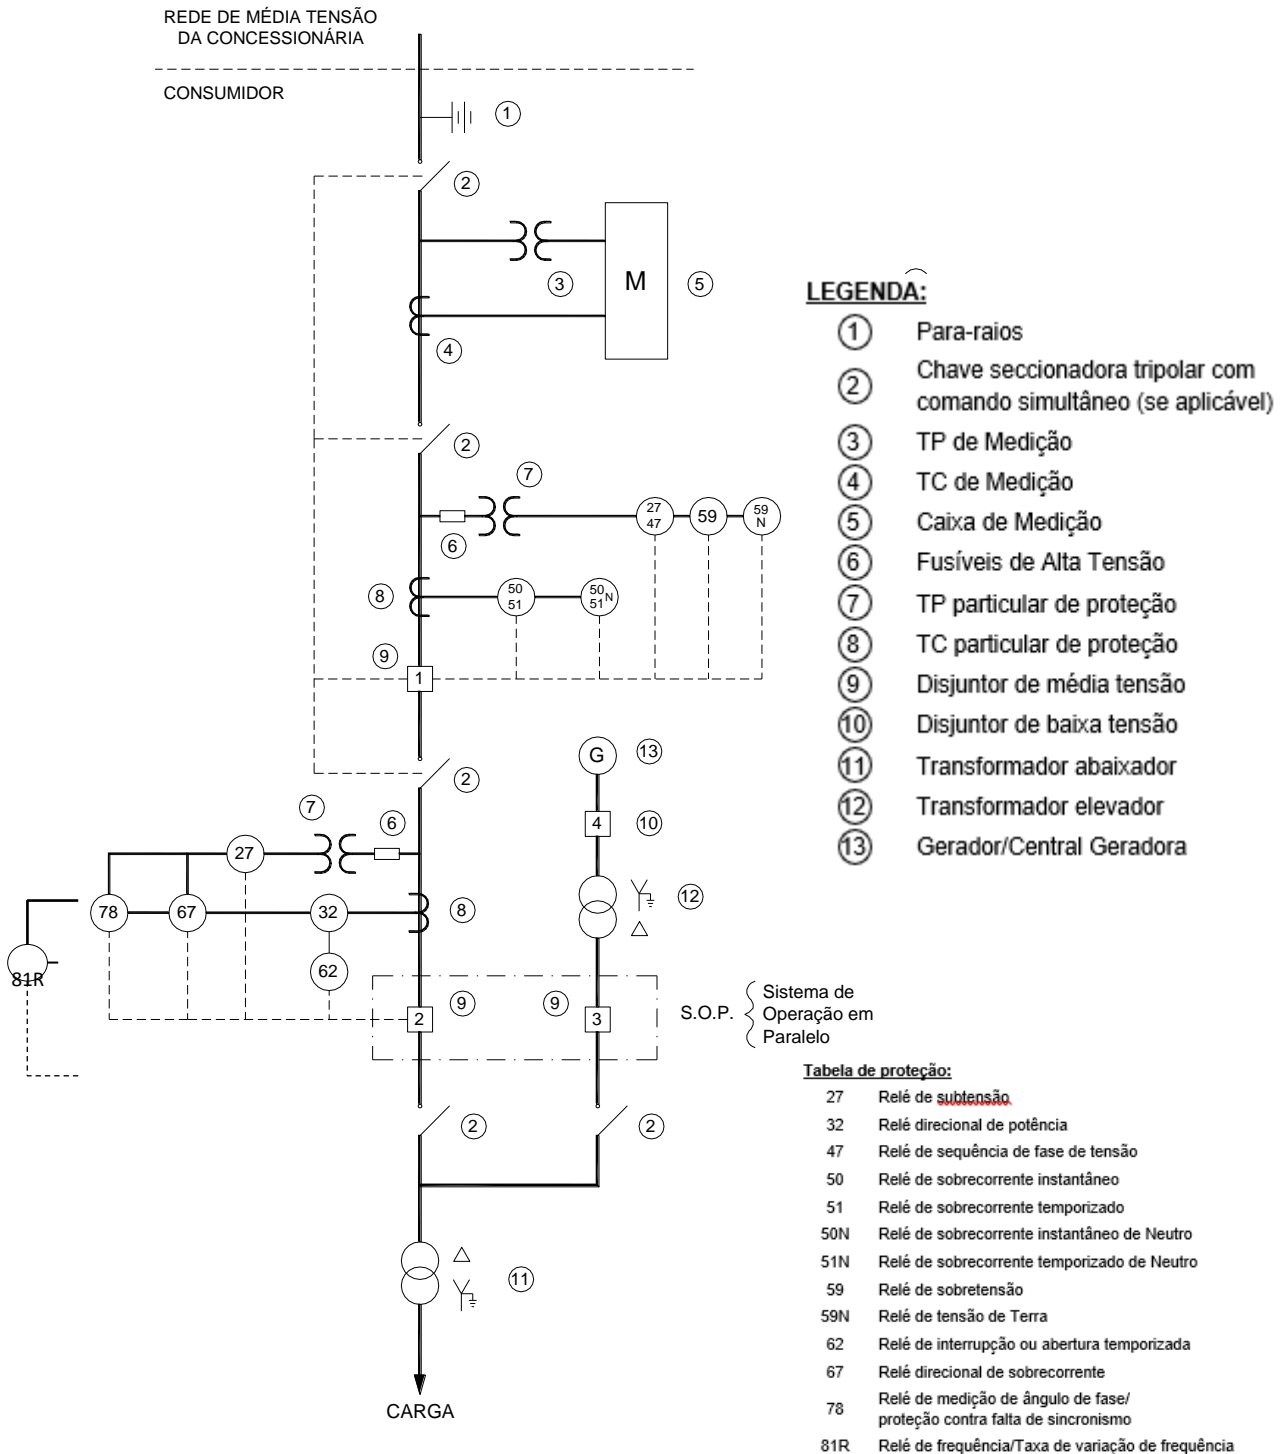 REDE DE MÉDIA TENSÃO
DA CONCESSIONÁRIA
CONSUMIDOR
1
2
3
M
5
4
2
7
27
47
59
59
N
6
8
50
51
50
51
N
9
1
G
13
2
7
6
4
10
27
12
78
67
32
8
81R
62
9
9
2
3
S.O.P.
Sistema de
Operação em
Paralelo
2
2
11
CARGA
LEGENDA:
1 Para-raios
2 Chave seccionadora tripolar com
comando simultâneo (se aplicável)
3 TP de Medição
4 TC de Medição
5 Caixa de Medição
6 Fusíveis de Alta Tensão
7 TP particular de proteção
8 TC particular de proteção
9 Disjuntor de média tensão
10 Disjuntor de baixa tensão
11 Transformador abaixador
12 Transformador elevador
13 Gerador/Central Geradora
Tabela de proteção:
27 Relé de subtensão
32 Relé direcional de potência
47 Relé de sequência de fase de tensão
50 Relé de sobrecorrente instantâneo
51 Relé de sobrecorrente temporizado
50N Relé de sobrecorrente instantâneo de Neutro
51N Relé de sobrecorrente temporizado de Neutro
59 Relé de sobretensão
59N Relé de tensão de Terra
62 Relé de interrupção ou abertura temporizada
67 Relé direcional de sobrecorrente
78 Relé de medição de ângulo de fase/
proteção contra falta de sincronismo
81R Relé de frequência/Taxa de variação de frequência